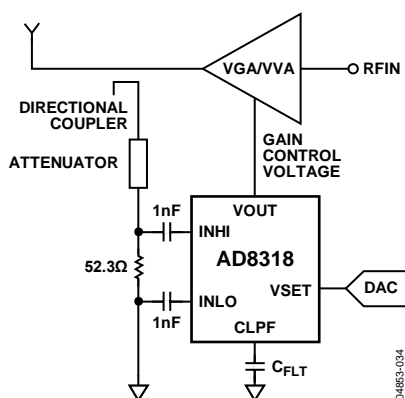 VGA/VVA
RFIN
DIRECTIONAL
COUPLER
ATTENUATOR
GAIN
CONTROL
VOLTAGE
1nF
VOUT
INHI
AD8318
52.3Ω
VSET
DAC
INLO
1nF
CLPF
CFLT
04853-034